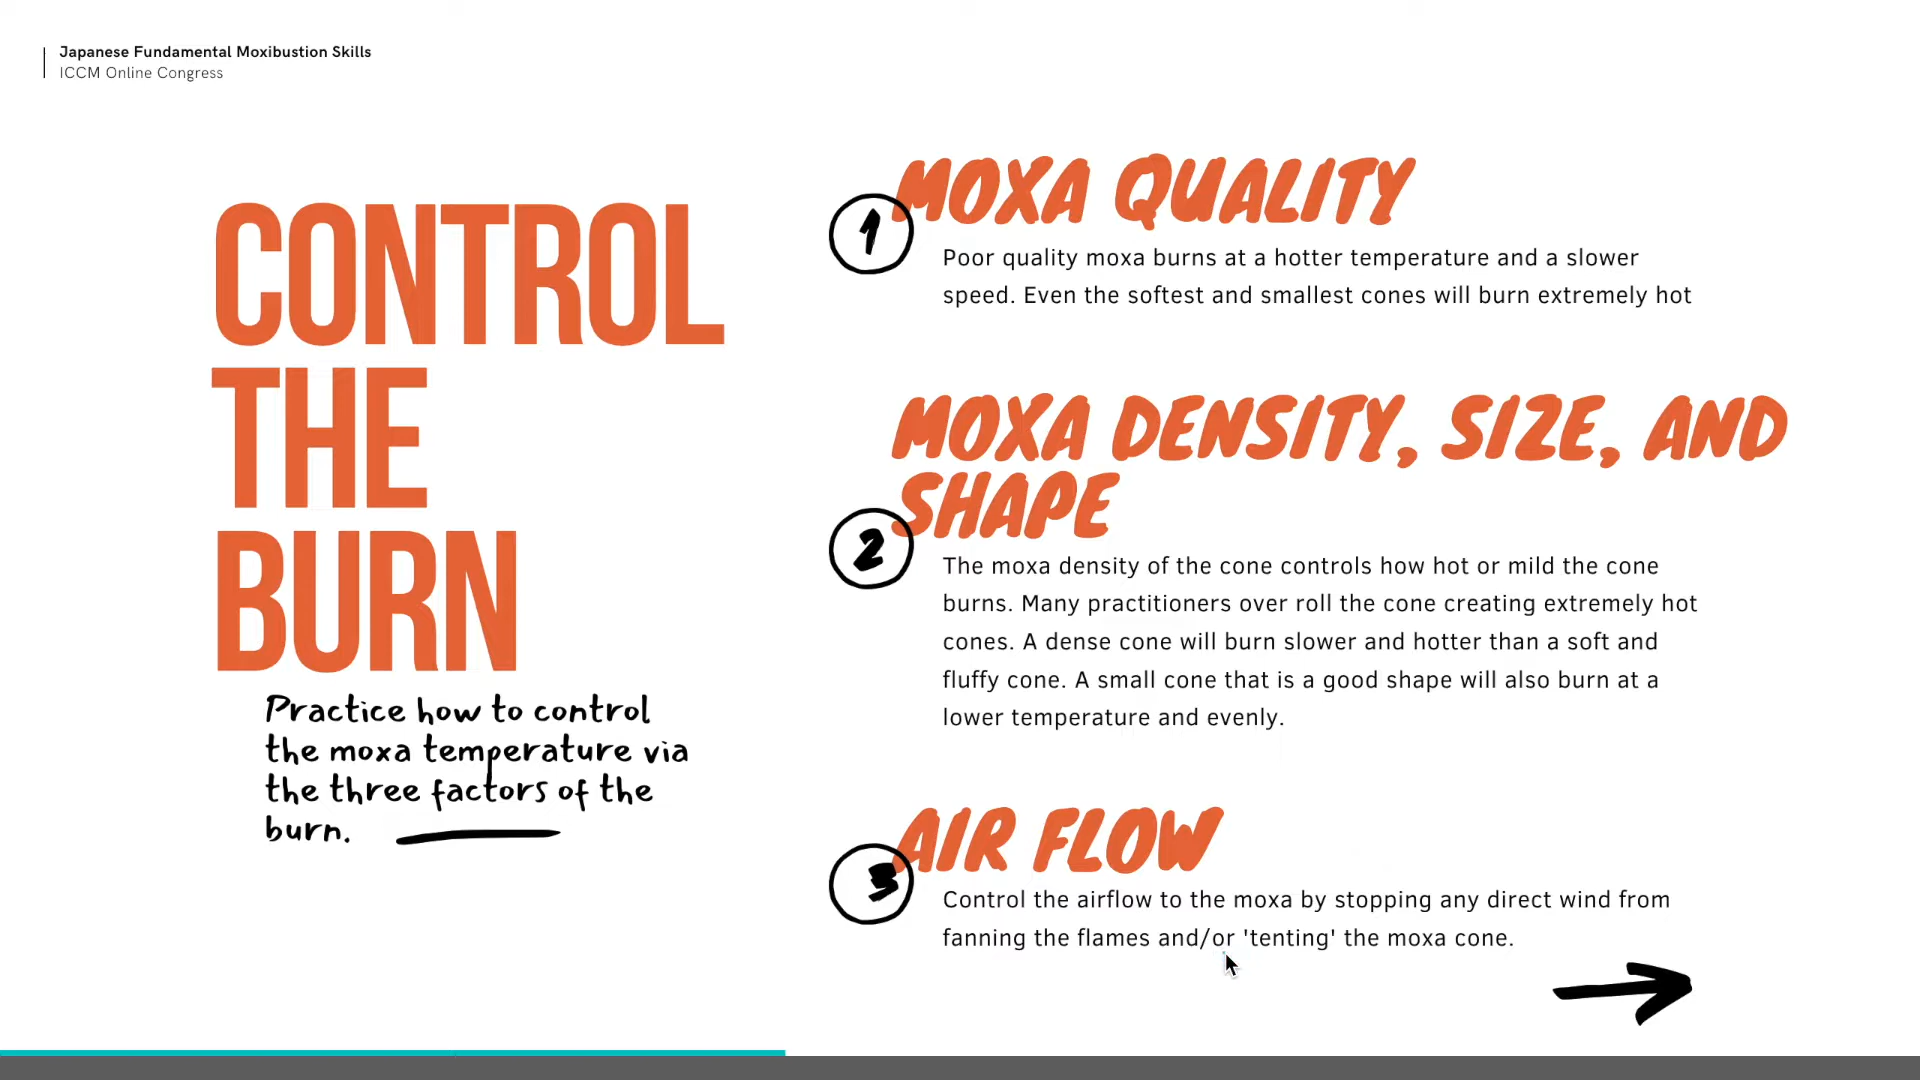 Japanese Fundamental Moxibustion Skills
ICCM Online Congress
CONTROL
THE
BURN
Practice how to control
the moxa temperature via
the three factors of the
burn.
1
MOXA QUALITY
Poor quality moxa burns at a hotter temperature and a slower
speed. Even the softest and smallest cones will burn extremely hot
2
MOXA DENSITY, SIZE, AND
SHAPE
The moxa density of the cone controls how hot or mild the cone
burns. Many practitioners over roll the cone creating extremely hot
cones. A dense cone will burn slower and hotter than a soft and
fluffy cone. A small cone that is a good shape will also burn at a
lower temperature and evenly.
3
AIR FLOW
Control the airflow to the moxa by stopping any direct wind from
fanning the flames and/or 'tenting' the moxa cone.